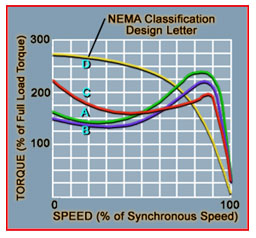 NEMA Classification
Design Letter
TORQUE (% of Full Load Torque)
300
200
100
D
C
A
B
0
100
SPEED (% of Synchronous Speed)